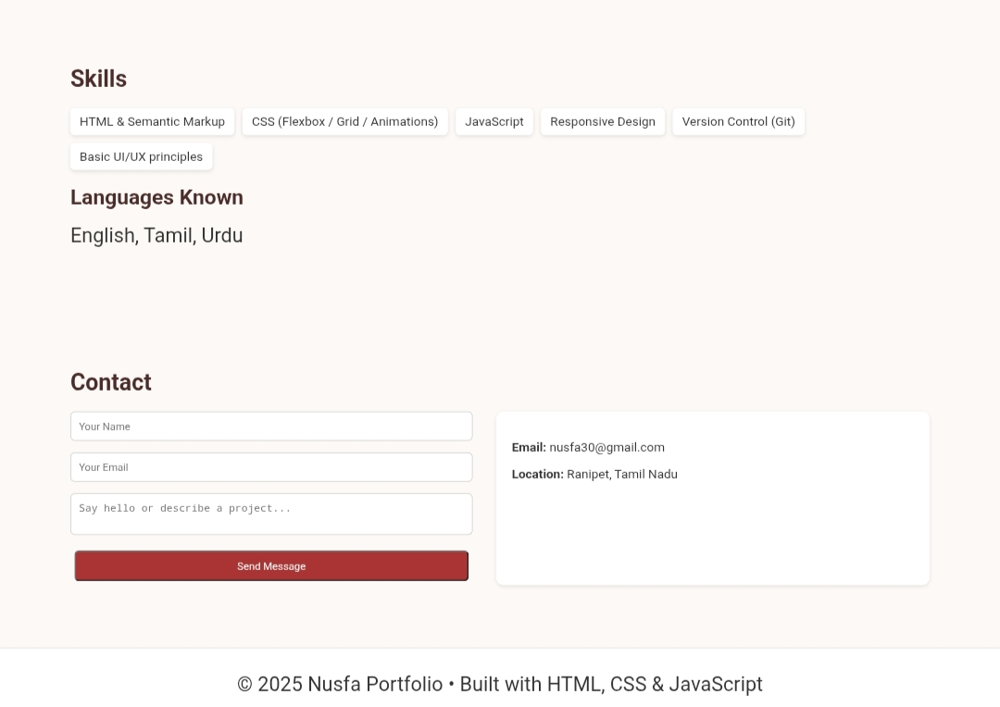 Skills
HTML & Semantic Markup CSS (Flexbox / Grid / Animations) JavaScript Responsive Design Version Control (Git)
Basic UI/UX principles
Languages Known
English, Tamil, Urdu
Contact
Your Name
Your Email
Say hello or describe a project...
Send Message
Email: nusfa30@gmail.com
Location: Ranipet, Tamil Nadu
© 2025 Nusfa Portfolio • Built with HTML, CSS & JavaScript